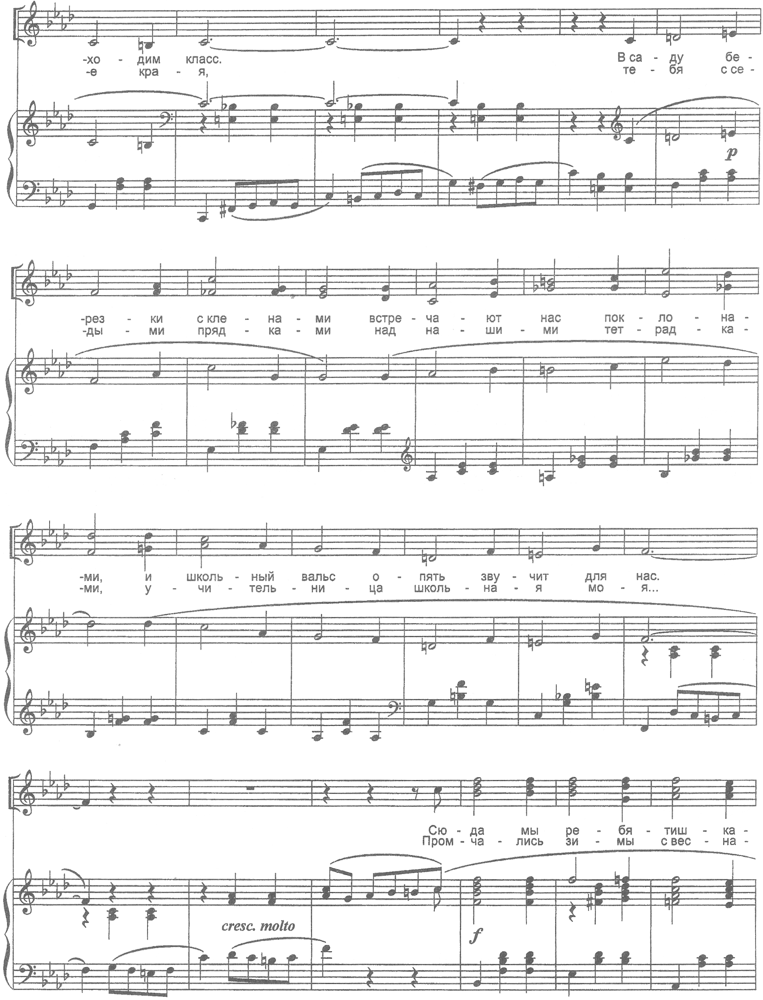 -хо - дим класс. В са - ду бе -
-е кра - я, те - бя с се -
p
-рез - ки с кле - на - ми встре - ча - ют нас пок - ло - на -
-ды - ми пряд - ка - ми над на - ши - ми тет - рад - ка -
-ми, и школь - ный вальс о - пять зву - чит для нас.
-ми, у - чи - тель - ни - ца школь - на - я мо - я...
Сю - да мы ре - бя - тиш - ка -
Пром - ча - лись зи - мы с вес - на -
cresc. molto
f